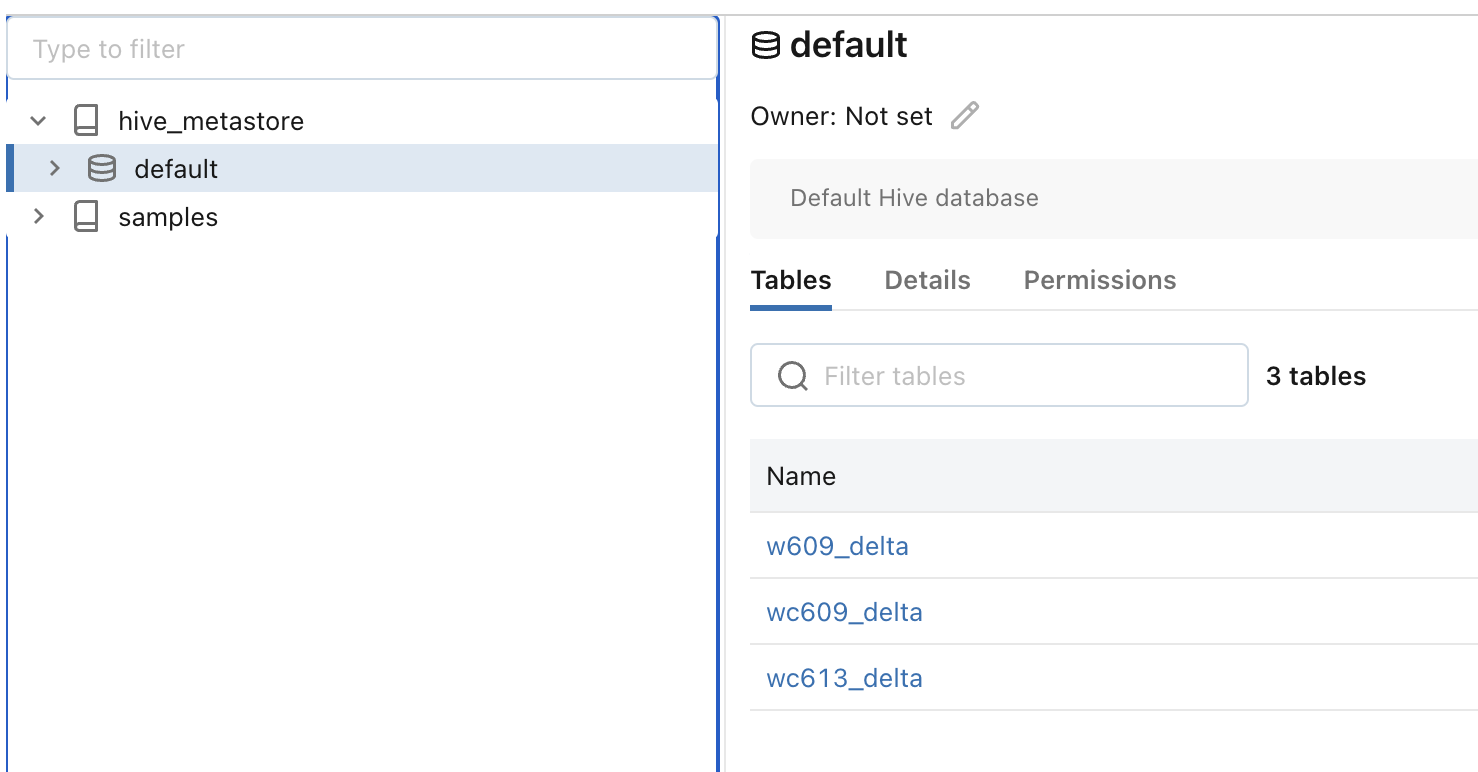 Type to filter
hive_metastore
default
samples
default
Owner: Not set
Default Hive database
Tables Details Permissions
Filter tables 3 tables
Name
w609_delta
wc609_delta
wc613_delta